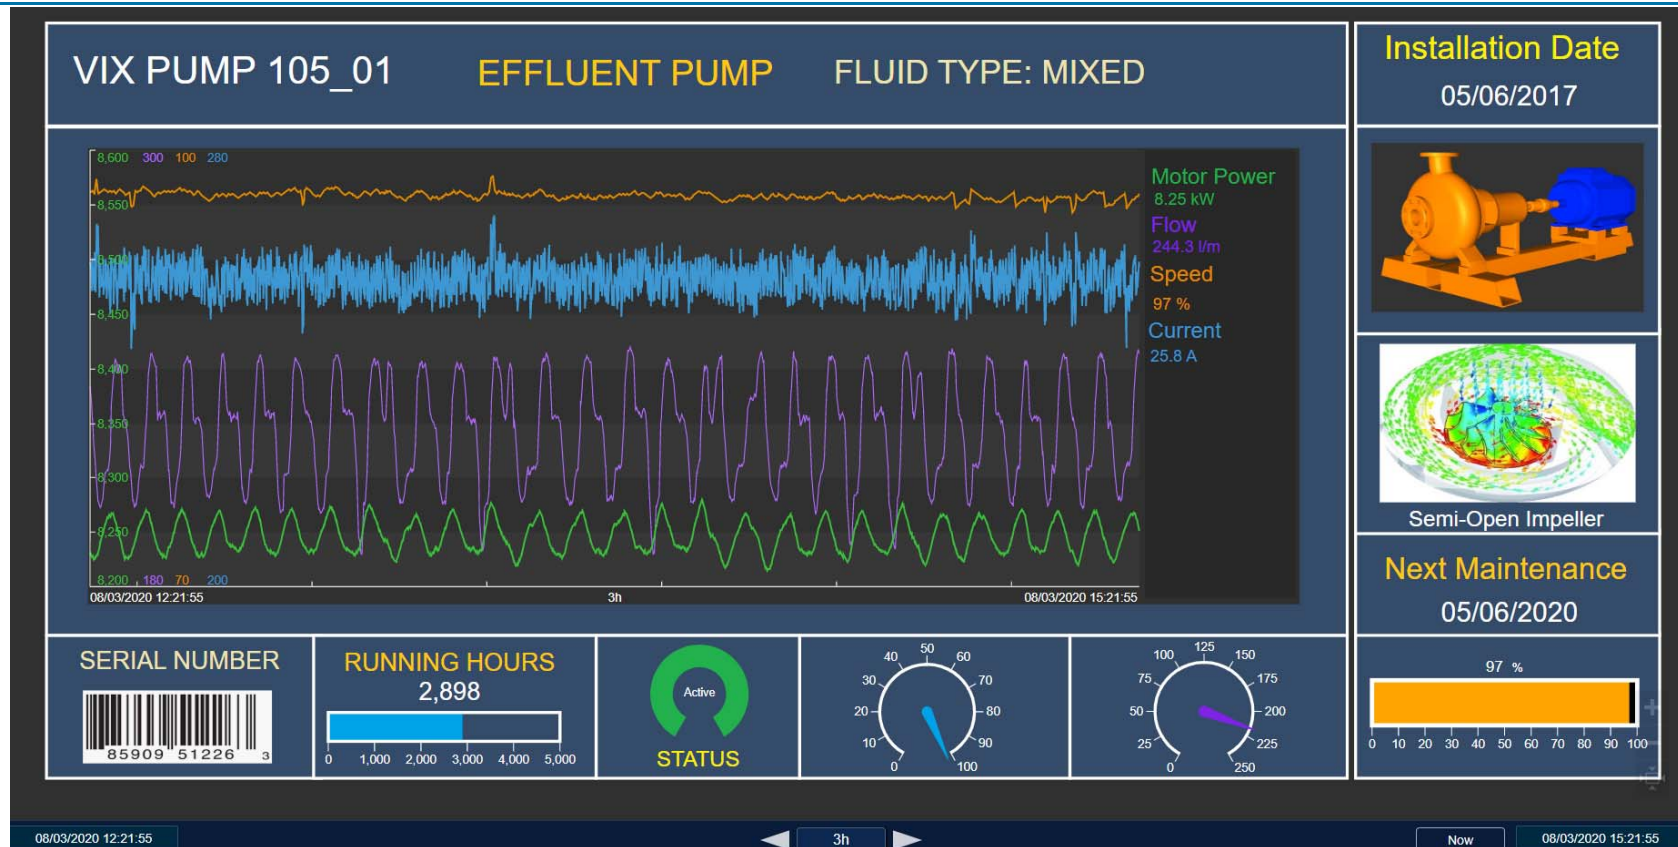 VIX PUMP 105_01 EFFLUENT PUMP FLUID TYPE: MIXED
Installation Date
05/06/2017
8,600 300 100 280
8,550
8,500
8,450
8,400
8,350
8,300
8,250
8,200 180 70 200
08/03/2020 12:21:55 3h 08/03/2020 15:21:55
Motor Power
8.25 kW
Flow
244.3 l/m
Speed
97 %
Current
25.8 A
Semi-Open Impeller
Next Maintenance
05/06/2020
SERIAL NUMBER
85909 51226 3
RUNNING HOURS
2,898
0 1,000 2,000 3,000 4,000 5,000
Active
STATUS
0 10 20 30 40 50 60 70 80 90 100
0 25 50 75 100 125 150 175 200 225 250
97 %
0 10 20 30 40 50 60 70 80 90 100
08/03/2020 12:21:55 3h Now 08/03/2020 15:21:55